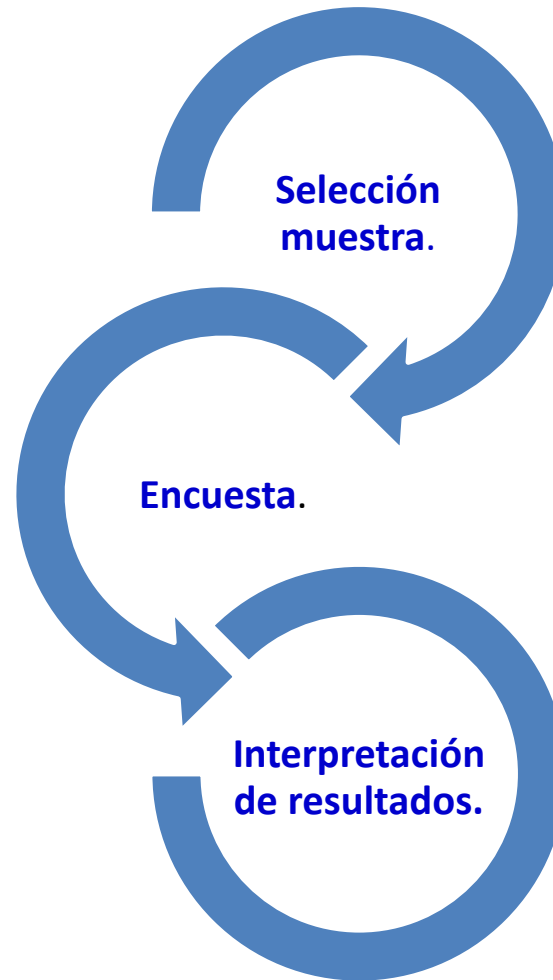 Selección
muestra.
Encuesta.
Interpretación
de resultados.